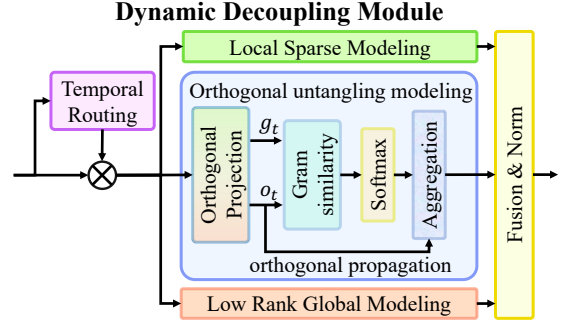 Dynamic Decoupling Module
Local Sparse Modeling
Temporal
Routing
Orthogonal untangling modeling
Orthogonal
Projection
g_t
o_t
Gram
similarity
Softmax
Aggregation
orthogonal propagation
Low Rank Global Modeling
Fusion & Norm